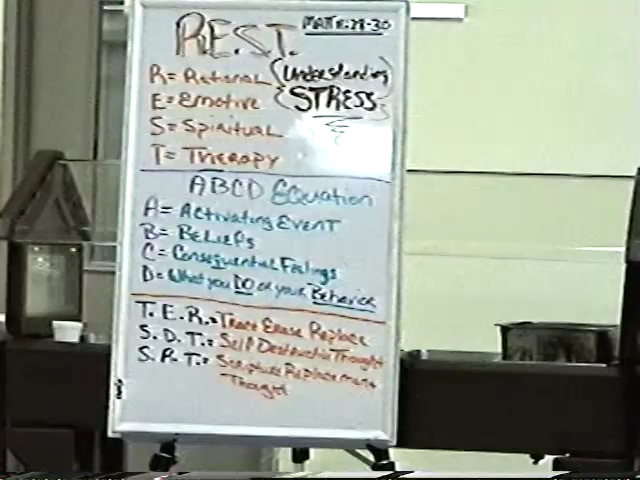 R.E.S.T. MATT 11:28-30
R= Rational (Understanding)
E= Emotive (STRESS)
S= Spiritual
T= Therapy
ABCD Equation
A= Activating Event
B= Beliefs
C= Consequential Feelings
D= What you DO or your Behavior
T.E.R.= Trace Erase Replace
S.D.T.= Self Destructive Thought
S.R.T.= Scripture Replacement
Thought